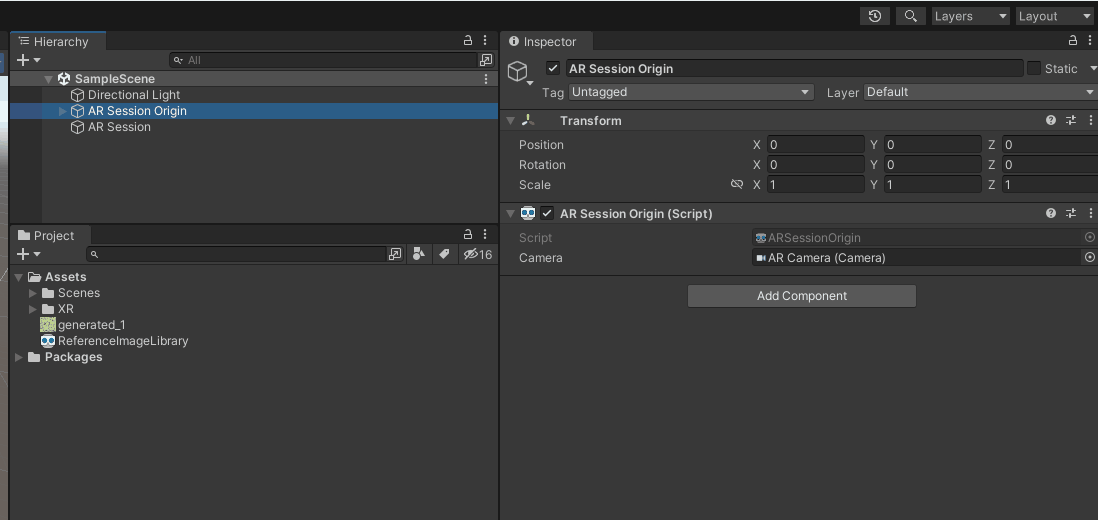 Layers
Layout
Hierarchy
All
SampleScene
Directional Light
AR Session Origin
AR Session
Project
16
Assets
Scenes
XR
generated_1
ReferenceImageLibrary
Packages
Inspector
AR Session Origin
Static
Tag Untagged Layer Default
Transform
Position X 0 Y 0 Z 0
Rotation X 0 Y 0 Z 0
Scale X 1 Y 1 Z 1
AR Session Origin (Script)
Script ARSessionOrigin
Camera AR Camera (Camera)
Add Component